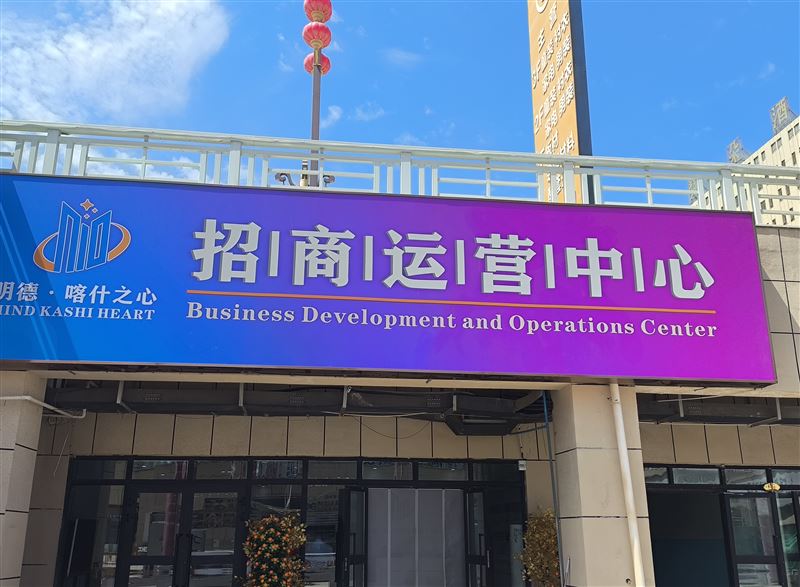 招商运营中心
Business Development and Operations Center
明德·喀什之心
MIND KASHI HEART
酒